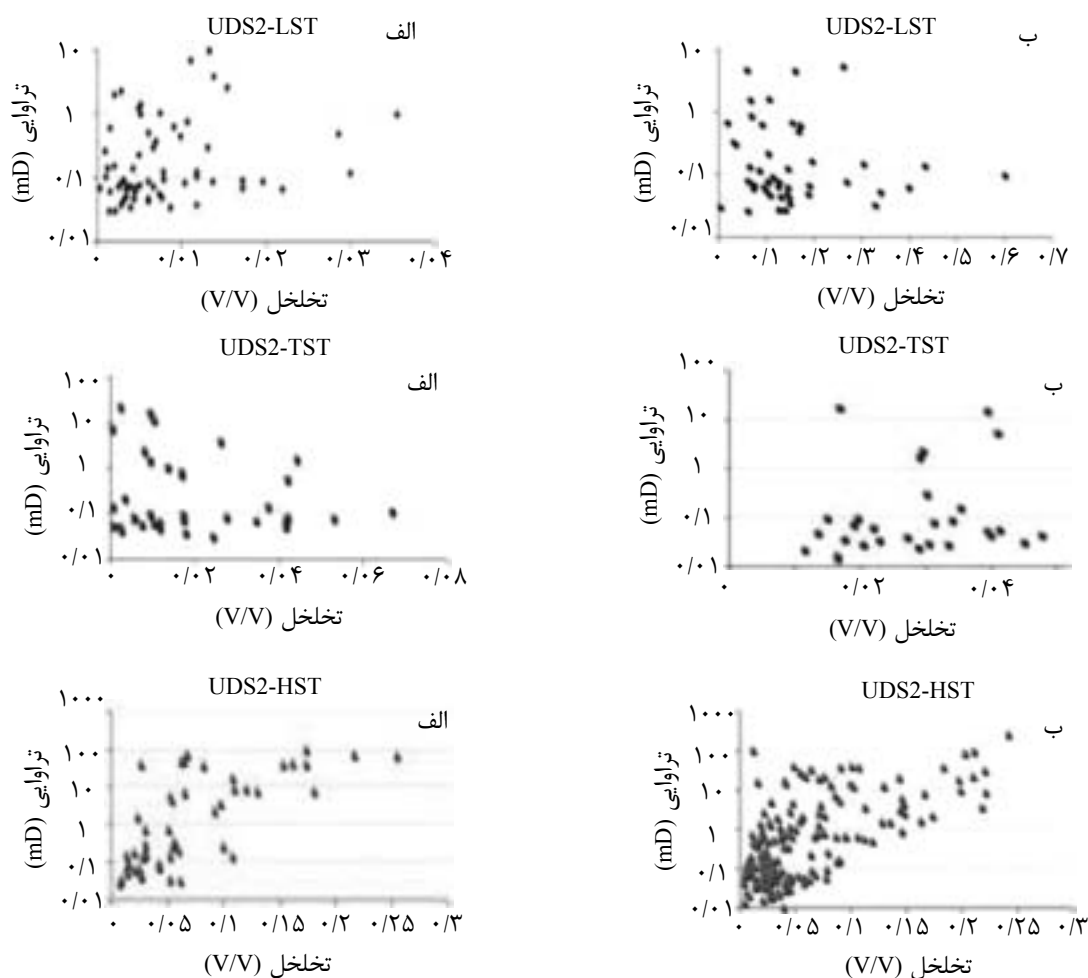 UDS2-LST
الف
۱۰
۱
۰/۱
۰/۰۱
تراوایی (mD)
۰ ۰/۰۱ ۰/۰۲ ۰/۰۳ ۰/۰۴
تخلخل (V/V)
UDS2-LST
ب
۱۰
۱
۰/۱
۰/۰۱
تراوایی (mD)
۰ ۰/۱ ۰/۲ ۰/۳ ۰/۴ ۰/۵ ۰/۶ ۰/۷
تخلخل (V/V)
UDS2-TST
الف
۱۰۰
۱۰
۱
۰/۱
۰/۰۱
تراوایی (mD)
۰ ۰/۰۲ ۰/۰۴ ۰/۰۶ ۰/۰۸
تخلخل (V/V)
UDS2-TST
ب
۱۰۰
۱۰
۱
۰/۱
۰/۰۱
تراوایی (mD)
۰ ۰/۰۲ ۰/۰۴
تخلخل (V/V)
UDS2-HST
الف
۱۰۰۰
۱۰۰
۱۰
۱
۰/۱
۰/۰۱
تراوایی (mD)
۰ ۰/۰۵ ۰/۱ ۰/۱۵ ۰/۲ ۰/۲۵ ۰/۳
تخلخل (V/V)
UDS2-HST
ب
۱۰۰۰
۱۰۰
۱۰
۱
۰/۱
۰/۰۱
تراوایی (mD)
۰ ۰/۰۵ ۰/۱ ۰/۱۵ ۰/۲ ۰/۲۵ ۰/۳
تخلخل (V/V)